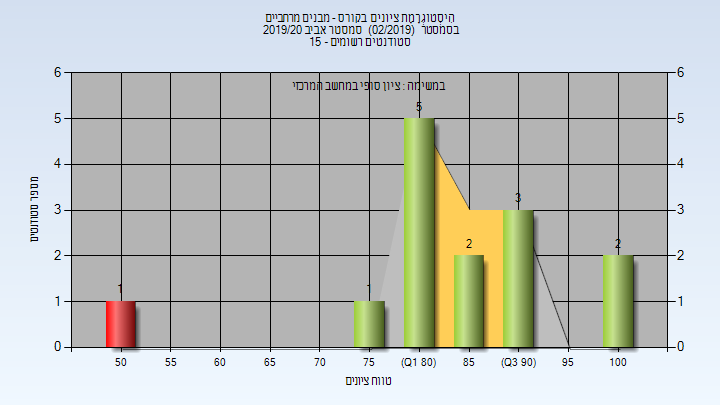 הִיסטוֹגרָמַת ציונים בקורס - מבנים מרחביים
בסמסטר (02/2019) סמסטר אביב 2019/20
סטודנטים רשומים - 15
במשימה : ציון סופי במחשב המרכזי
מספר סטודנטים
6 6
5 5
4 4
3 3
2 2
1 1
0 0
1 1 5 2 3 2
50 55 60 65 70 75 (Q1 80) 85 (Q3 90) 95 100
טווח ציונים